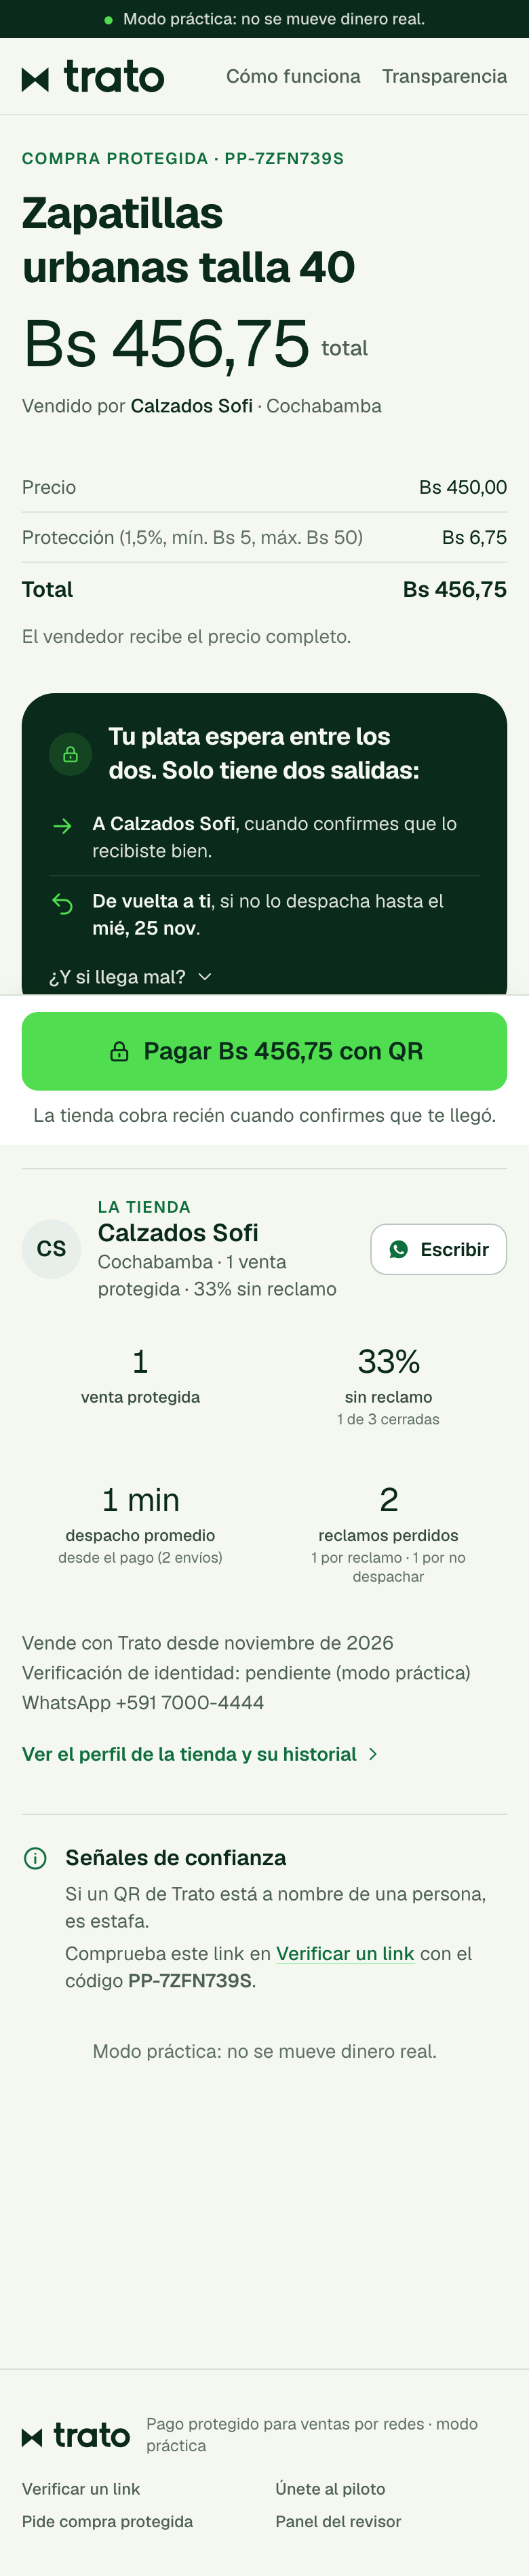 Modo práctica: no se mueve dinero real.
trato
Cómo funciona
Transparencia
COMPRA PROTEGIDA · PP-7ZFN739S
Zapatillas
urbanas talla 40
Bs 456,75 total
Vendido por Calzados Sofi · Cochabamba
Precio
Bs 450,00
Protección (1,5%, mín. Bs 5, máx. Bs 50)
Bs 6,75
Total
Bs 456,75
El vendedor recibe el precio completo.
Tu plata espera entre los
dos. Solo tiene dos salidas:
A Calzados Sofi, cuando confirmes que lo
recibiste bien.
De vuelta a ti, si no lo despacha hasta el
mié, 25 nov.
¿Y si llega mal?
Pagar Bs 456,75 con QR
La tienda cobra recién cuando confirmes que te llegó.
CS
LA TIENDA
Calzados Sofi
Cochabamba · 1 venta
protegida · 33% sin reclamo
Escribir
1
venta protegida
33%
sin reclamo
1 de 3 cerradas
1 min
despacho promedio
desde el pago (2 envíos)
2
reclamos perdidos
1 por reclamo · 1 por no
despachar
Vende con Trato desde noviembre de 2026
Verificación de identidad: pendiente (modo práctica)
WhatsApp +591 7000-4444
Ver el perfil de la tienda y su historial
Señales de confianza
Si un QR de Trato está a nombre de una persona,
es estafa.
Comprueba este link en Verificar un link con el
código PP-7ZFN739S.
Modo práctica: no se mueve dinero real.
trato
Pago protegido para ventas por redes · modo
práctica
Verificar un link
Únete al piloto
Pide compra protegida
Panel del revisor